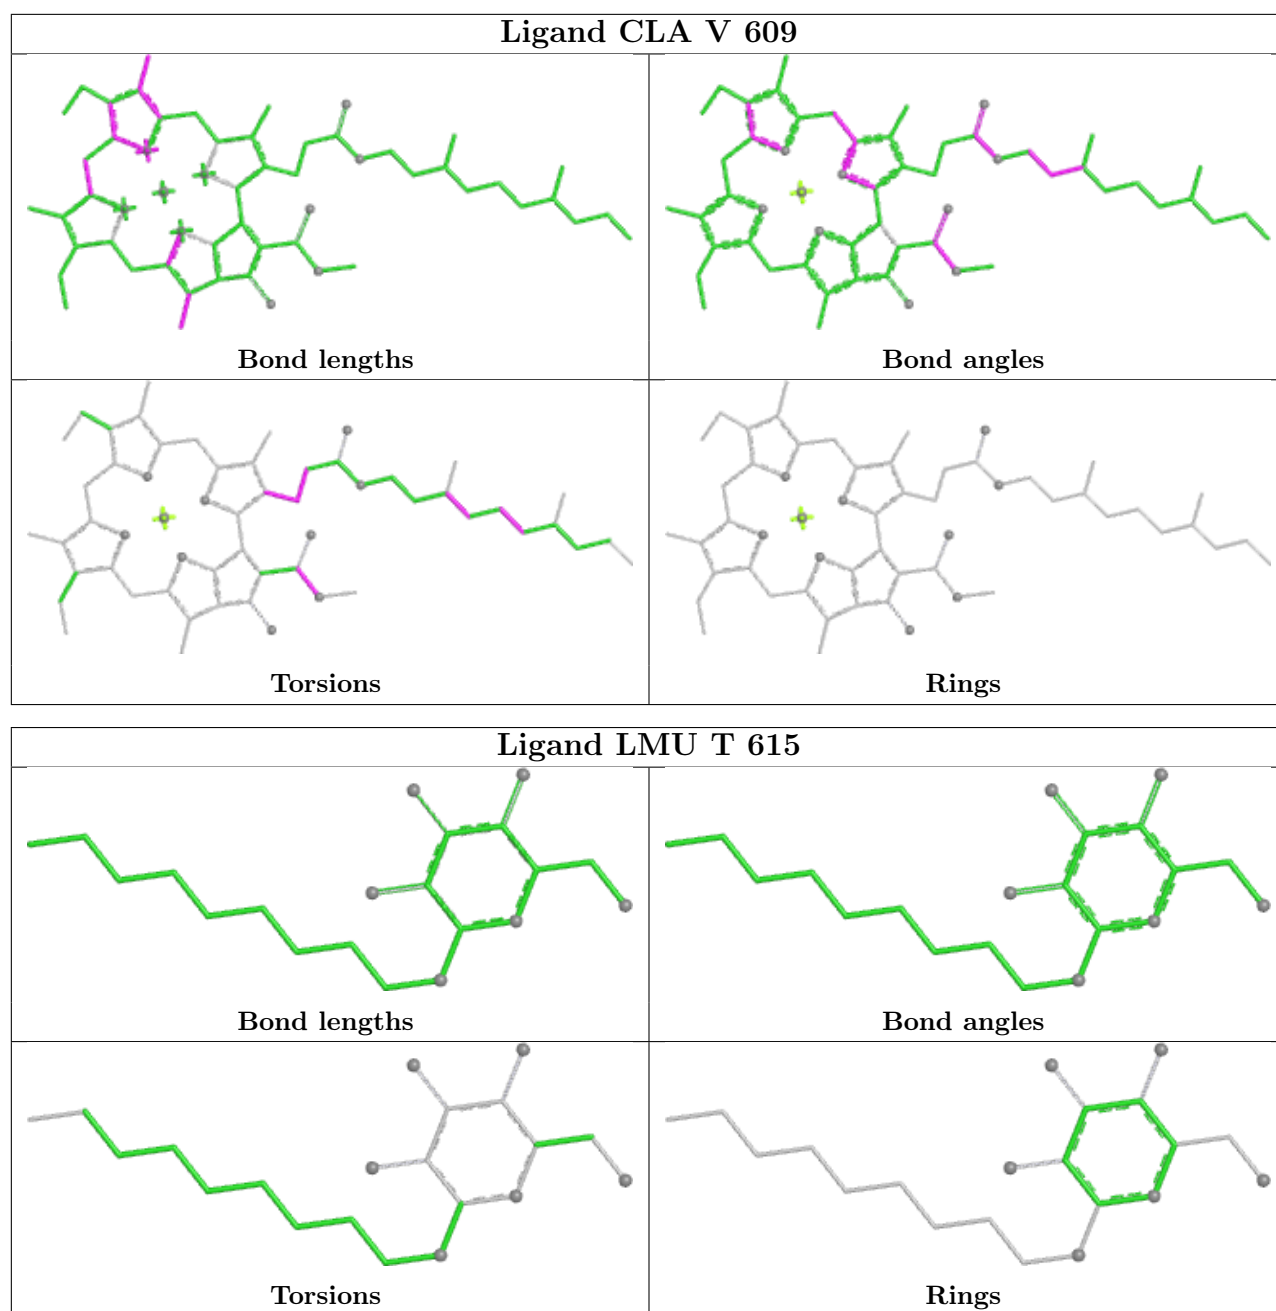 Ligand CLA V 609
Bond lengths
Bond angles
Torsions
Rings
Ligand LMU T 615
Bond lengths
Bond angles
Torsions
Rings